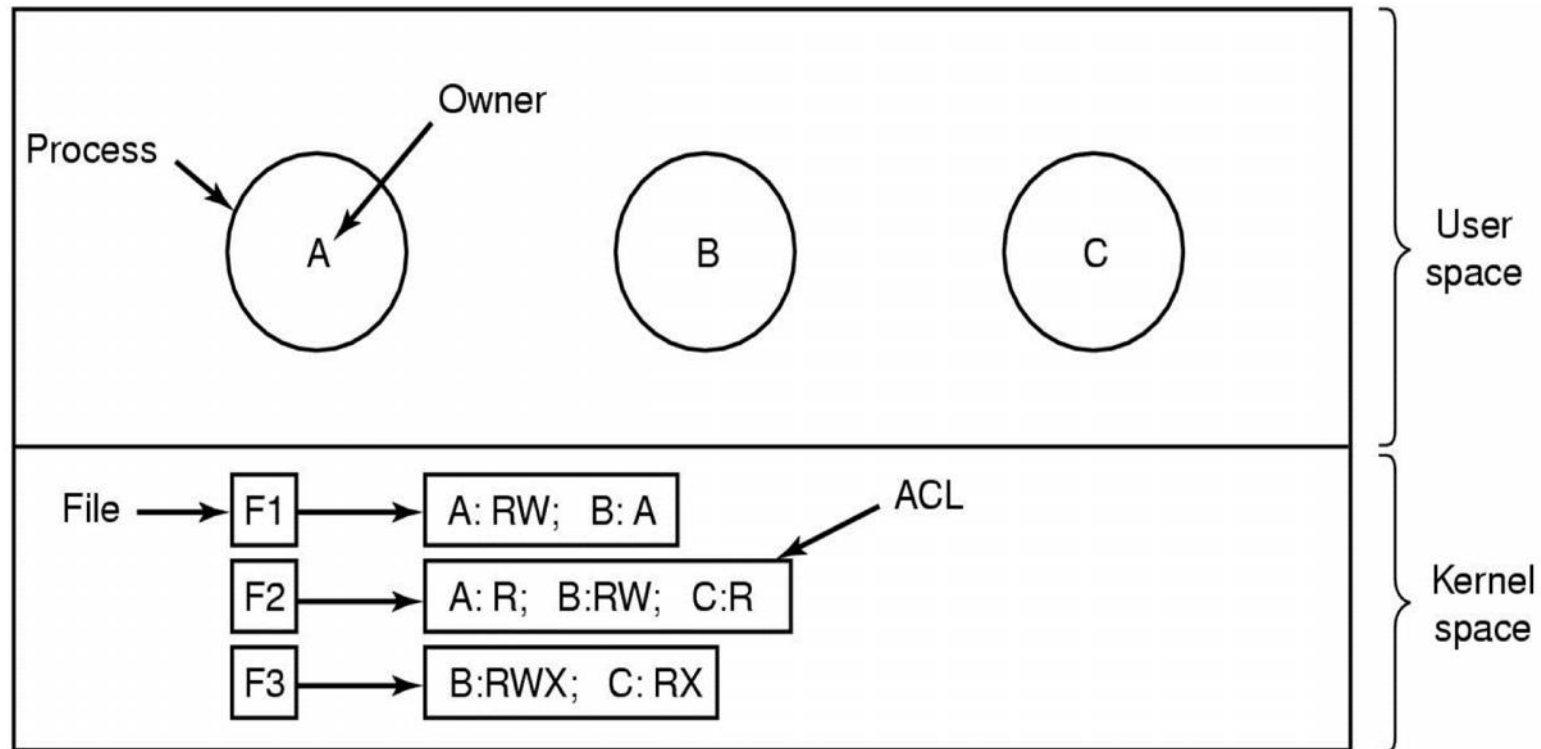 Owner
Process
A
B
C
User
space
File
F1
A: RW; B: A
ACL
F2
A: R; B:RW; C:R
F3
B:RWX; C: RX
Kernel
space